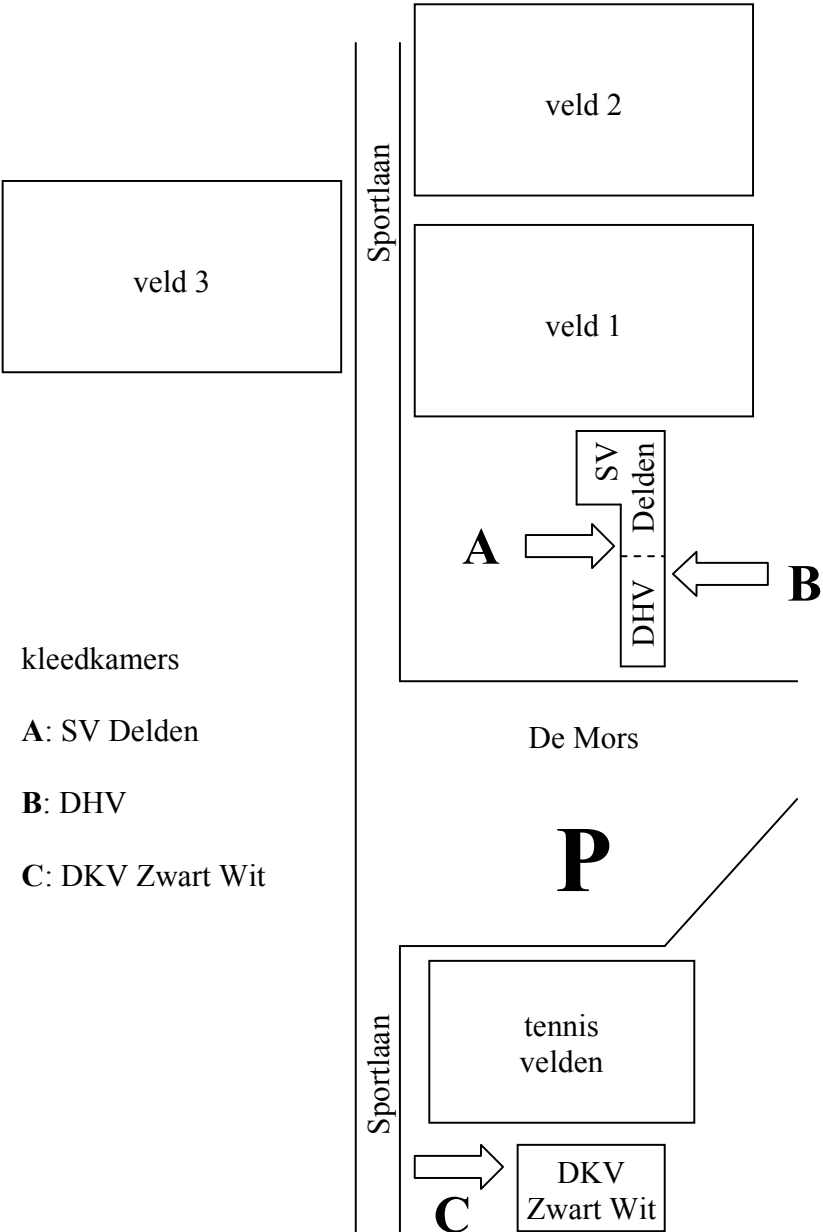 veld 2
Sportlaan
veld 3
veld 1
SV
Delden
A
B
DHV
kleedkamers
A: SV Delden
De Mors
B: DHV
P
C: DKV Zwart Wit
tennis
velden
Sportlaan
DKV
Zwart Wit
C